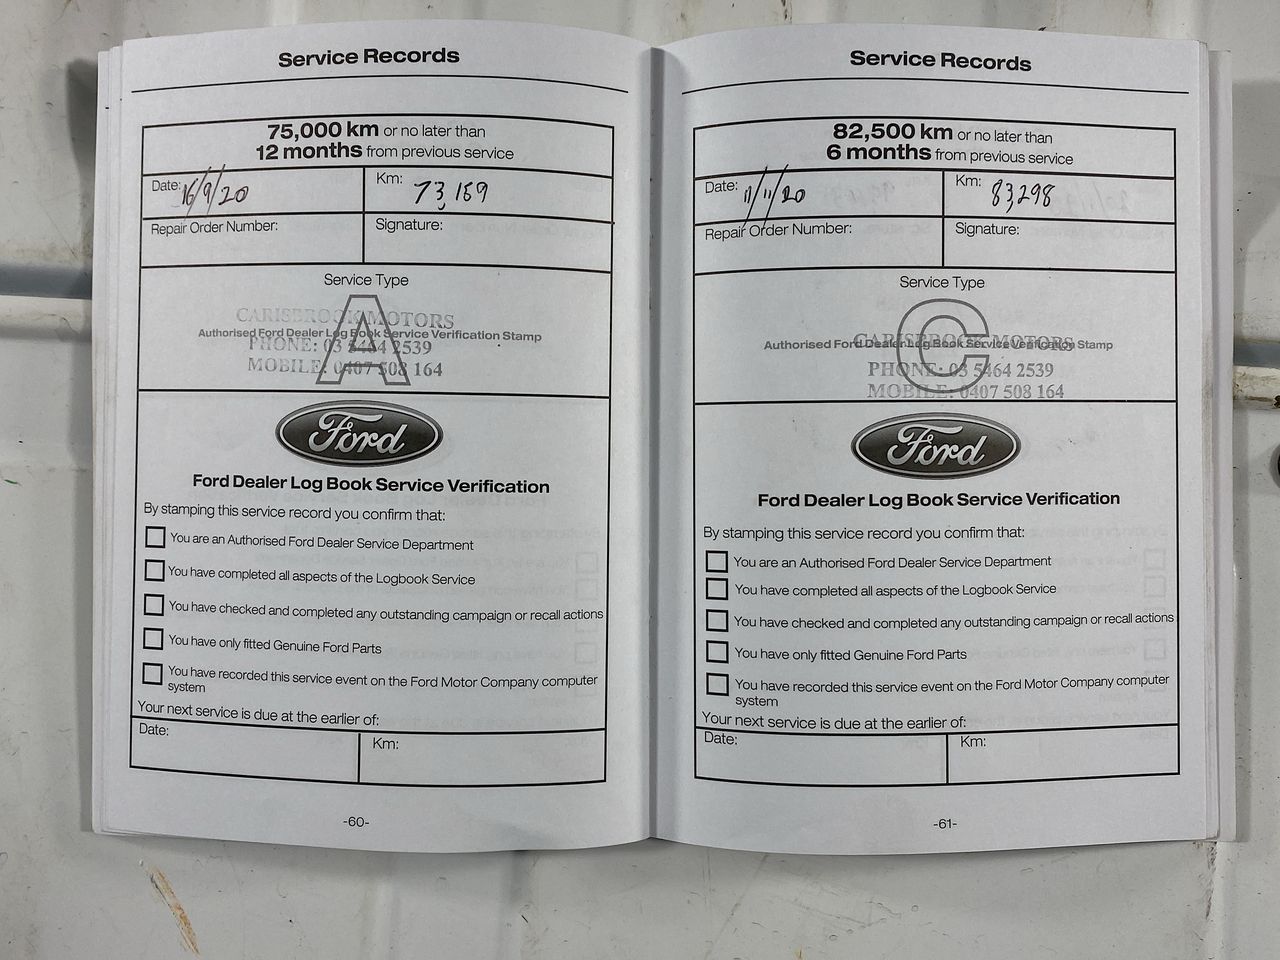 Service Records
75,000 km or no later than
12 months from previous service
Date: 16/9/20
Km: 73,159
Repair Order Number:
Signature:
Service Type
A
CARISBROOK MOTORS
Authorised Ford Dealer Log Book Service Verification Stamp
PHONE: 03 5464 2539
MOBILE: 0407 508 164
Ford
Ford Dealer Log Book Service Verification
By stamping this service record you confirm that:
You are an Authorised Ford Dealer Service Department
You have completed all aspects of the Logbook Service
You have checked and completed any outstanding campaign or recall actions
You have only fitted Genuine Ford Parts
You have recorded this service event on the Ford Motor Company computer
system
Your next service is due at the earlier of:
Date:
Km:
-60-
Service Records
82,500 km or no later than
6 months from previous service
Date: 11/11/20
Km: 83,298
Repair Order Number:
Signature:
Service Type
C
CARISBROOK MOTORS
Authorised Ford Dealer Log Book Service Verification Stamp
PHONE: 03 5464 2539
MOBILE: 0407 508 164
Ford
Ford Dealer Log Book Service Verification
By stamping this service record you confirm that:
You are an Authorised Ford Dealer Service Department
You have completed all aspects of the Logbook Service
You have checked and completed any outstanding campaign or recall actions
You have only fitted Genuine Ford Parts
You have recorded this service event on the Ford Motor Company computer
system
Your next service is due at the earlier of:
Date:
Km:
-61-